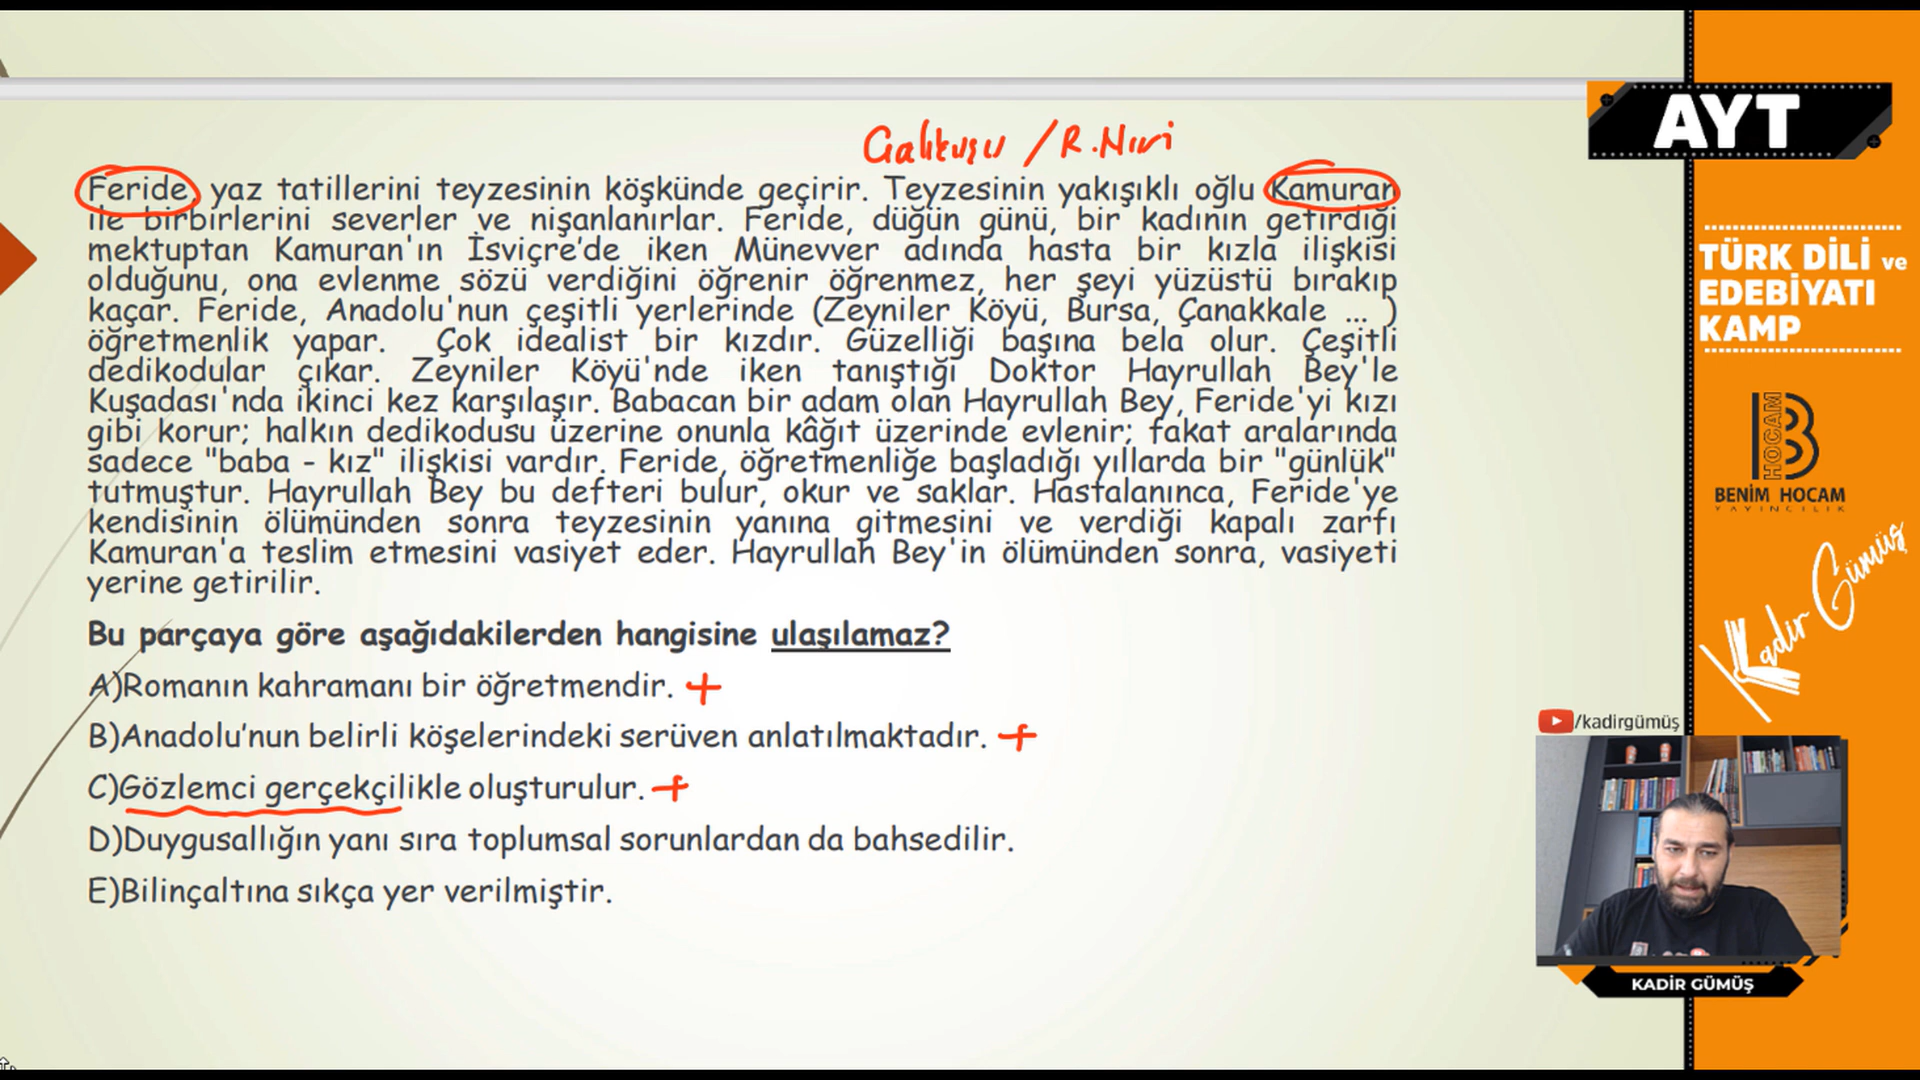 Çalıkuşu / R.Nuri
Feride, yaz tatillerini teyzesinin köşkünde geçirir. Teyzesinin yakışıklı oğlu Kamuran
ile birbirlerini severler ve nişanlanırlar. Feride, düğün günü, bir kadının getirdiği
mektuptan Kamuran'ın İsviçre’de iken Münevver adında hasta bir kızla ilişkisi
olduğunu, ona evlenme sözü verdiğini öğrenir öğrenmez, her şeyi yüzüstü bırakıp
kaçar. Feride, Anadolu'nun çeşitli yerlerinde (Zeyniler Köyü, Bursa, Çanakkale ... )
öğretmenlik yapar. Çok idealist bir kızdır. Güzelliği başına bela olur. Çeşitli
dedikodular çıkar. Zeyniler Köyü'nde iken tanıştığı Doktor Hayrullah Bey'le
Kuşadası'nda ikinci kez karşılaşır. Babacan bir adam olan Hayrullah Bey, Feride'yi kızı
gibi korur; halkın dedikodusu üzerine onunla kâğıt üzerinde evlenir; fakat aralarında
sadece "baba - kız" ilişkisi vardır. Feride, öğretmenliğe başladığı yıllarda bir "günlük"
tutmuştur. Hayrullah Bey bu defteri bulur, okur ve saklar. Hastalanınca, Feride'ye
kendisinin ölümünden sonra teyzesinin yanına gitmesini ve verdiği kapalı zarfı
Kamuran'a teslim etmesini vasiyet eder. Hayrullah Bey'in ölümünden sonra, vasiyeti
yerine getirilir.
Bu parçaya göre aşağıdakilerden hangisine ulaşılamaz?
A)Romanın kahramanı bir öğretmendir. +
B)Anadolu’nun belirli köşelerindeki serüven anlatılmaktadır. +
C)Gözlemci gerçekçilikle oluşturulur. +
D)Duygusallığın yanı sıra toplumsal sorunlardan da bahsedilir.
E)Bilinçaltına sıkça yer verilmiştir.
AYT
TÜRK DİLİ ve
EDEBİYATI
KAMP
HOCAM
BENİM HOCAM
YAYINCILIK
Kadir Gümüş
/kadirgümüş
KADİR GÜMÜŞ